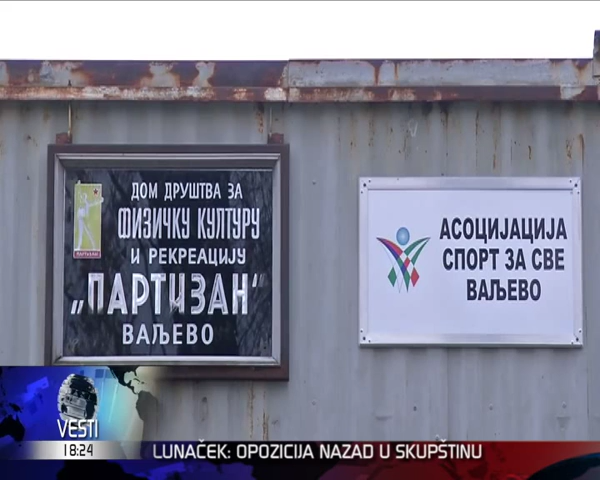 ДОМ ДРУШТВА ЗА
ФИЗИЧКУ КУЛТУРУ
И РЕКРЕАЦИЈУ
„ПАРТИЗАН“
ВАЉЕВО
ПАРТИЗАН
АСОЦИЈАЦИЈА
СПОРТ ЗА СВЕ
ВАЉЕВО
VESTI
18:24
LUNAČEK: OPOZICIJA NAZAD U SKUPŠTINU